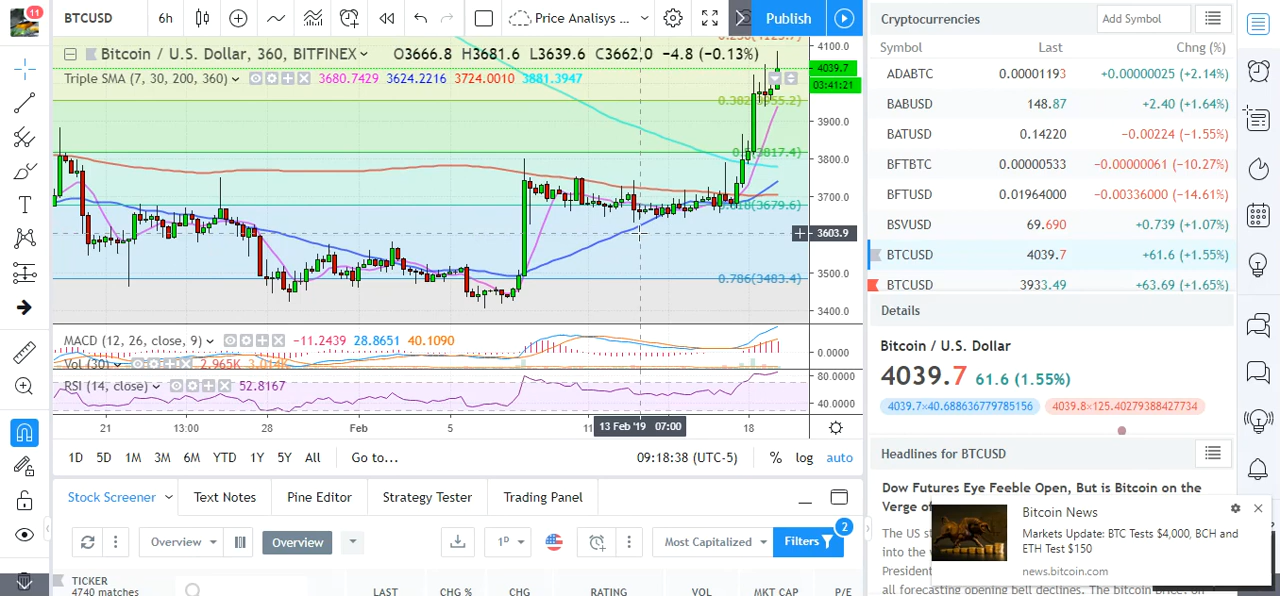 11
BTCUSD
6h
Price Analisys ...
Publish
Bitcoin / U.S. Dollar, 360, BITFINEX
O3666.8 H3681.6 L3639.6 C3662.0 −4.8 (−0.13%)
Triple SMA (7, 30, 200, 360)
3680.7429 3624.2216 3724.0010 3881.3947
(3817.4)
(3679.6)
0.786(3483.4)
4100.0
4039.7
03:41:21
3900.0
3800.0
3700.0
3603.9
3500.0
3400.0
MACD (12, 26, close, 9)
−11.2439 28.8651 40.1090
0.0000
Vol (30)
2.965K
RSI (14, close)
52.8167
80.0000
40.0000
21
13:00
28
Feb
5
11
13 Feb '19 07:00
18
1D 5D 1M 3M 6M YTD 1Y 5Y All
Go to...
09:18:38 (UTC-5)
% log auto
Stock Screener
Text Notes
Pine Editor
Strategy Tester
Trading Panel
Overview
Overview
1D
Most Capitalized
Filters
2
TICKER
4740 matches
LAST
CHG %
CHG
RATING
VOL
MKT CAP
P/E
Cryptocurrencies
Add Symbol
Symbol Last Chng (%)
ADABTC 0.00001193 +0.00000025 (+2.14%)
BABUSD 148.87 +2.40 (+1.64%)
BATUSD 0.14220 −0.00224 (−1.55%)
BFTBTC 0.00000533 −0.00000061 (−10.27%)
BFTUSD 0.01964000 −0.00336000 (−14.61%)
BSVUSD 69.690 +0.739 (+1.07%)
BTCUSD 4039.7 +61.6 (+1.55%)
BTCUSD 3933.49 +63.69 (+1.65%)
Details
Bitcoin / U.S. Dollar
4039.7 61.6 (1.55%)
4039.7×40.688636779785156
4039.8×125.40279388427734
Headlines for BTCUSD
Dow Futures Eye Feeble Open, But is Bitcoin on the
Verge of
The US
into the
President
all forecasting opening bell declines. The bitcoin price, on
Bitcoin News
Markets Update: BTC Tests $4,000, BCH and
ETH Test $150
news.bitcoin.com